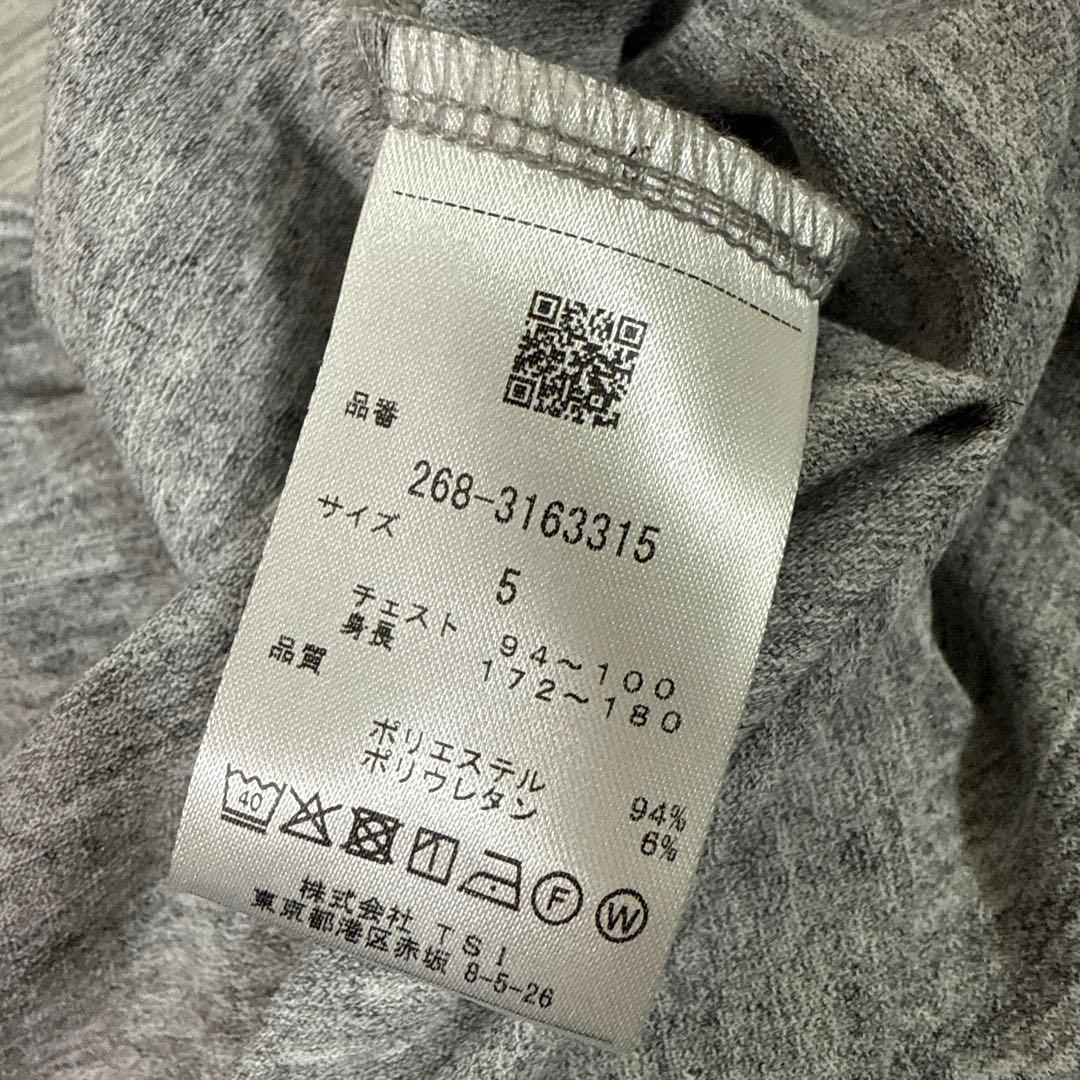 品番
268-3163315
サイズ
5
チェスト 94～100
身長 172～180
品質
ポリエステル 94%
ポリウレタン 6%
40
F W
株式会社 TSI
東京都港区赤坂 8-5-26